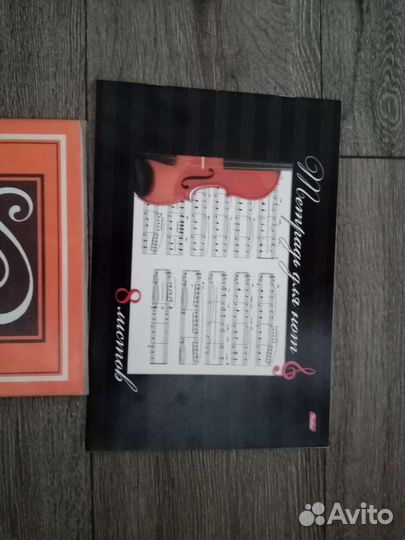 Тетрадь для нот
8 листов
Avito